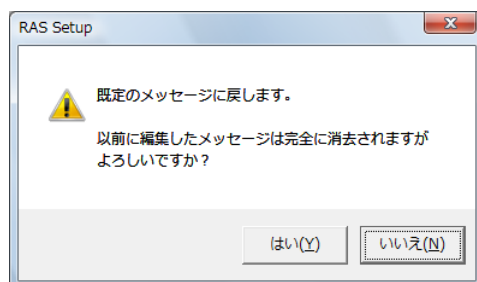 RAS Setup
既定のメッセージに戻します。
以前に編集したメッセージは完全に消去されますが
よろしいですか？
はい(Y)
いいえ(N)